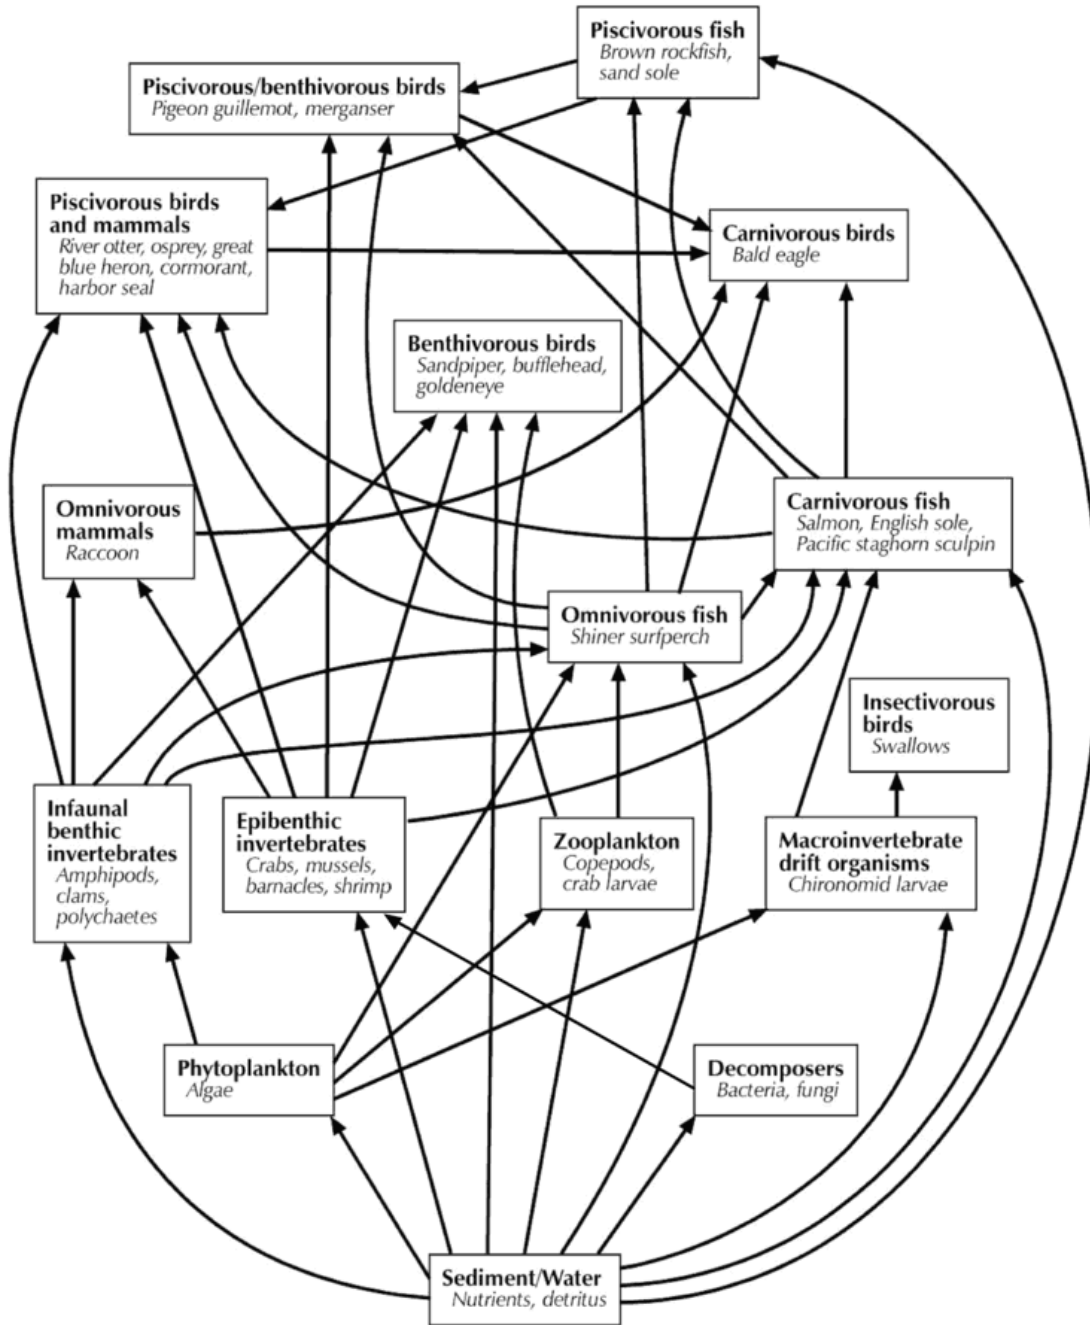 Piscivorous fish
Brown rockfish,
sand sole
Piscivorous/benthivorous birds
Pigeon guillemot, merganser
Piscivorous birds
and mammals
River otter, osprey, great
blue heron, cormorant,
harbor seal
Carnivorous birds
Bald eagle
Benthivorous birds
Sandpiper, bufflehead,
goldeneye
Omnivorous
mammals
Raccoon
Carnivorous fish
Salmon, English sole,
Pacific staghorn sculpin
Omnivorous fish
Shiner surfperch
Insectivorous
birds
Swallows
Infaunal
benthic
invertebrates
Amphipods,
clams,
polychaetes
Epibenthic
invertebrates
Crabs, mussels,
barnacles, shrimp
Zooplankton
Copepods,
crab larvae
Macroinvertebrate
drift organisms
Chironomid larvae
Phytoplankton
Algae
Decomposers
Bacteria, fungi
Sediment/Water
Nutrients, detritus